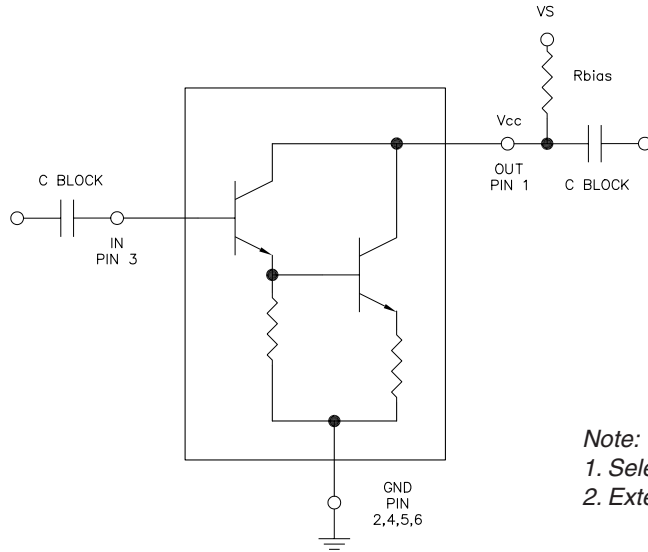 VS
Rbias
Vcc
OUT
PIN 1
C BLOCK
C BLOCK
IN
PIN 3
GND
PIN
2,4,5,6
Note:
1. Sele
2. Exte